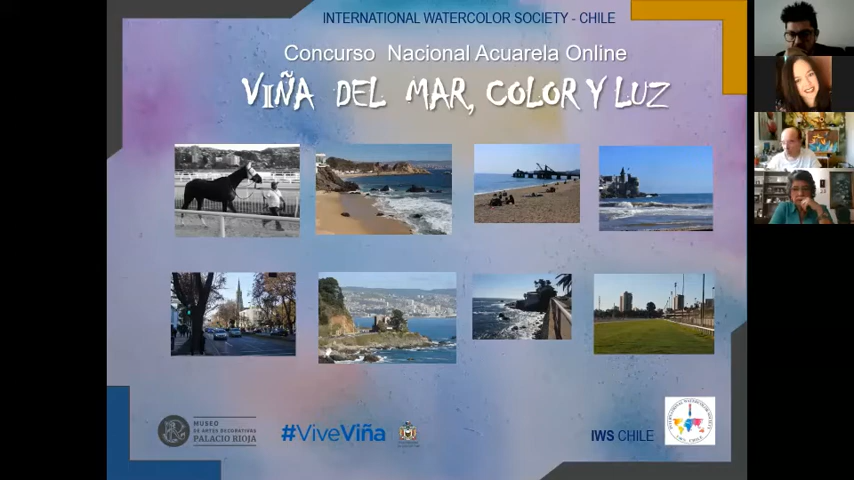 INTERNATIONAL WATERCOLOR SOCIETY - CHILE
Concurso Nacional Acuarela Online
VIÑA DEL MAR, COLOR Y LUZ
MUSEO
DE ARTES DECORATIVAS
PALACIO RIOJA
#ViveViña
IWS CHILE